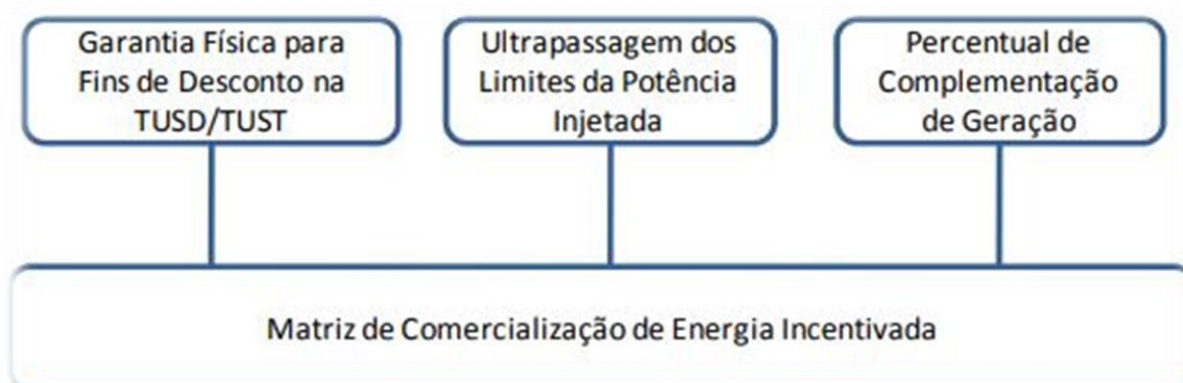 Garantia Física para
Fins de Desconto na
TUSD/TUST
Ultrapassagem dos
Limites da Potência
Injetada
Percentual de
Complementação
de Geração
Matriz de Comercialização de Energia Incentivada